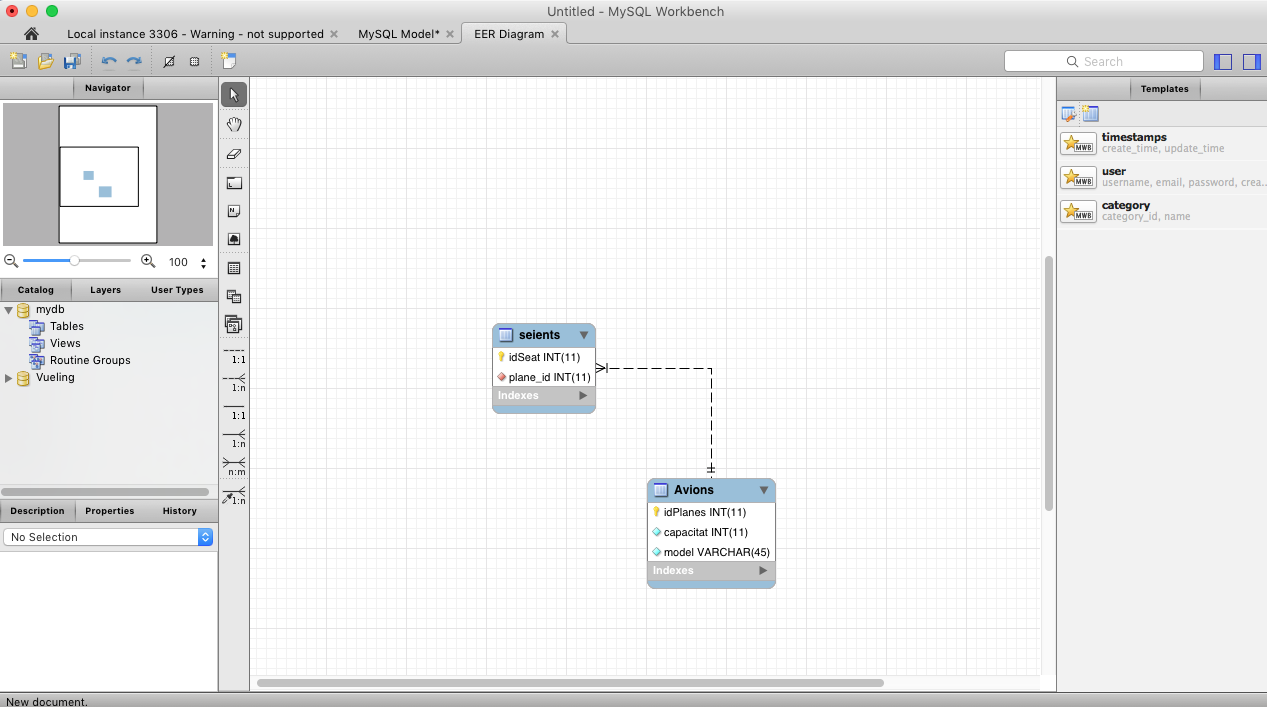 Untitled - MySQL Workbench
Local instance 3306 - Warning - not supported
MySQL Model*
EER Diagram
Search
Navigator
Templates
timestamps
create_time, update_time
user
username, email, password, crea...
category
category_id, name
MWB
MWB
MWB
100
Catalog
Layers
User Types
mydb
Tables
Views
Routine Groups
Vueling
1:1
1:n
1:1
1:n
n:m
1:n
seients
idSeat INT(11)
plane_id INT(11)
Indexes
Avions
idPlanes INT(11)
capacitat INT(11)
model VARCHAR(45)
Indexes
Description
Properties
History
No Selection
New document.